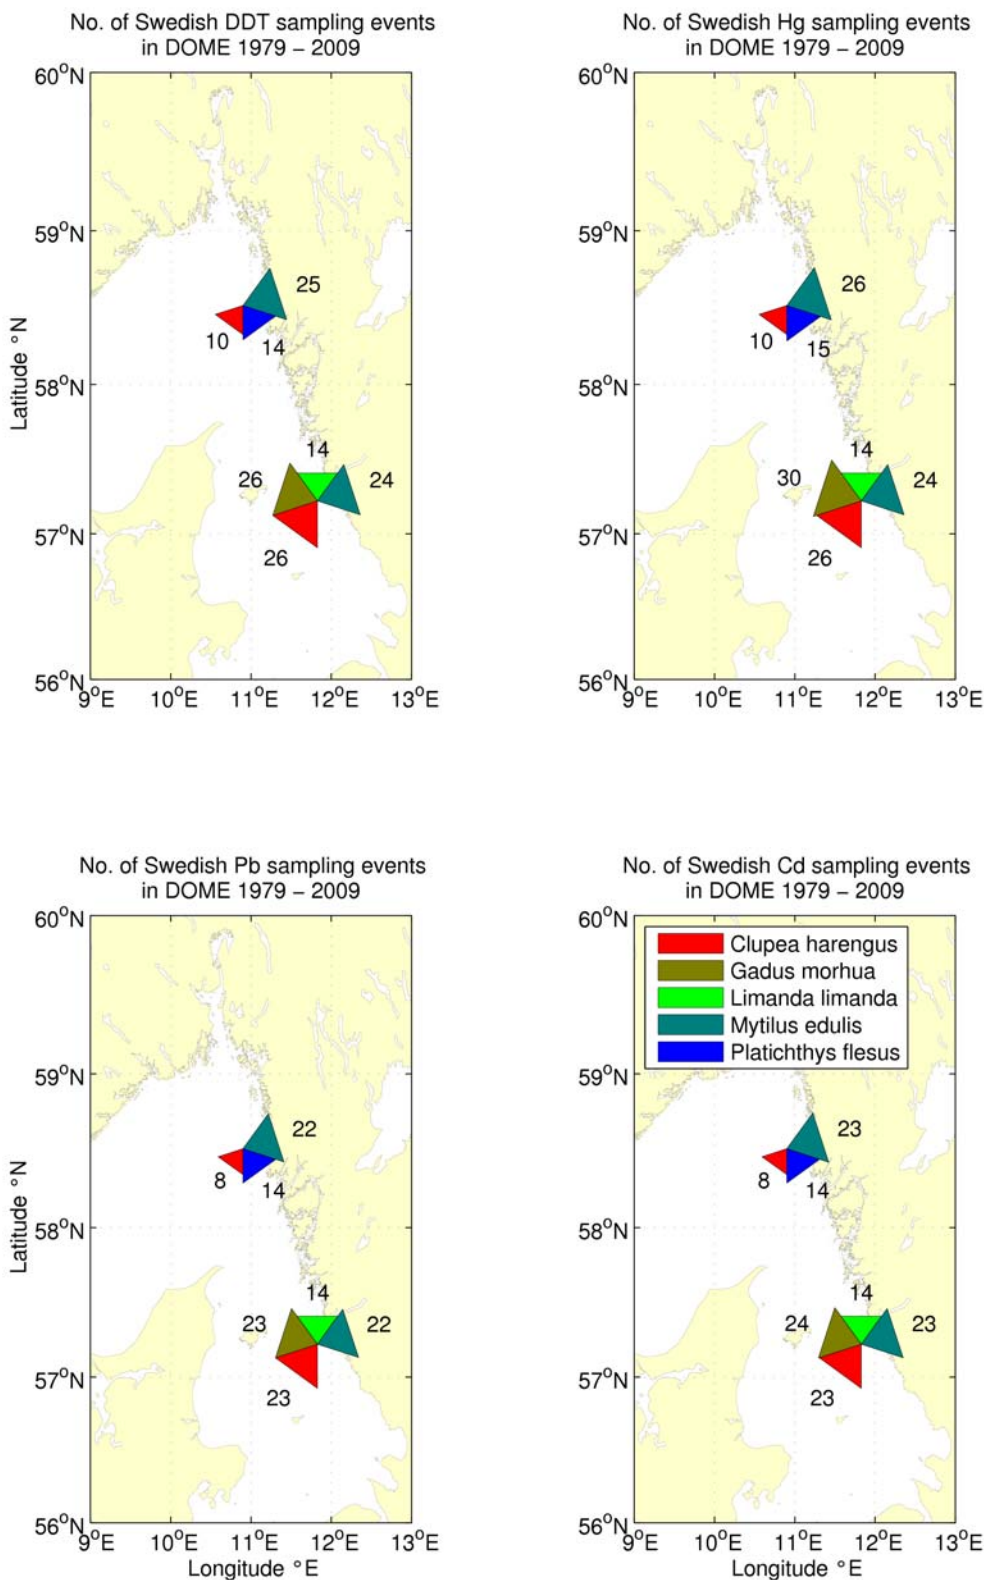 No. of Swedish DDT sampling events
in DOME 1979 – 2009
60°N
59°N
58°N
57°N
56°N
Latitude °N
25
10
14
14
26
24
26
9°E 10°E 11°E 12°E 13°E
No. of Swedish Hg sampling events
in DOME 1979 – 2009
60°N
59°N
58°N
57°N
56°N
26
10
15
14
30
24
26
9°E 10°E 11°E 12°E 13°E
No. of Swedish Pb sampling events
in DOME 1979 – 2009
60°N
59°N
58°N
57°N
56°N
Latitude °N
22
8
14
14
23
22
23
9°E 10°E 11°E 12°E 13°E
Longitude °E
No. of Swedish Cd sampling events
in DOME 1979 – 2009
60°N
59°N
58°N
57°N
56°N
Clupea harengus
Gadus morhua
Limanda limanda
Mytilus edulis
Platichthys flesus
23
8
14
14
24
23
23
9°E 10°E 11°E 12°E 13°E
Longitude °E